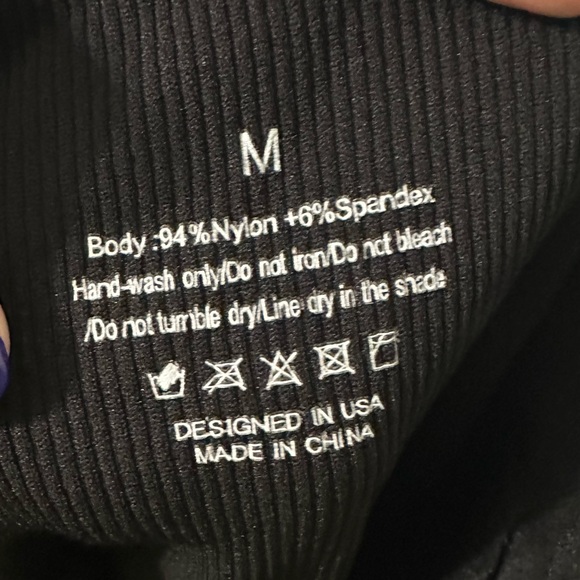 M
Body :94%Nylon +6%Spandex
Hand-wash only/Do not iron/Do not bleach
/Do not tumble dry/Line dry in the shade
DESIGNED IN USA
MADE IN CHINA